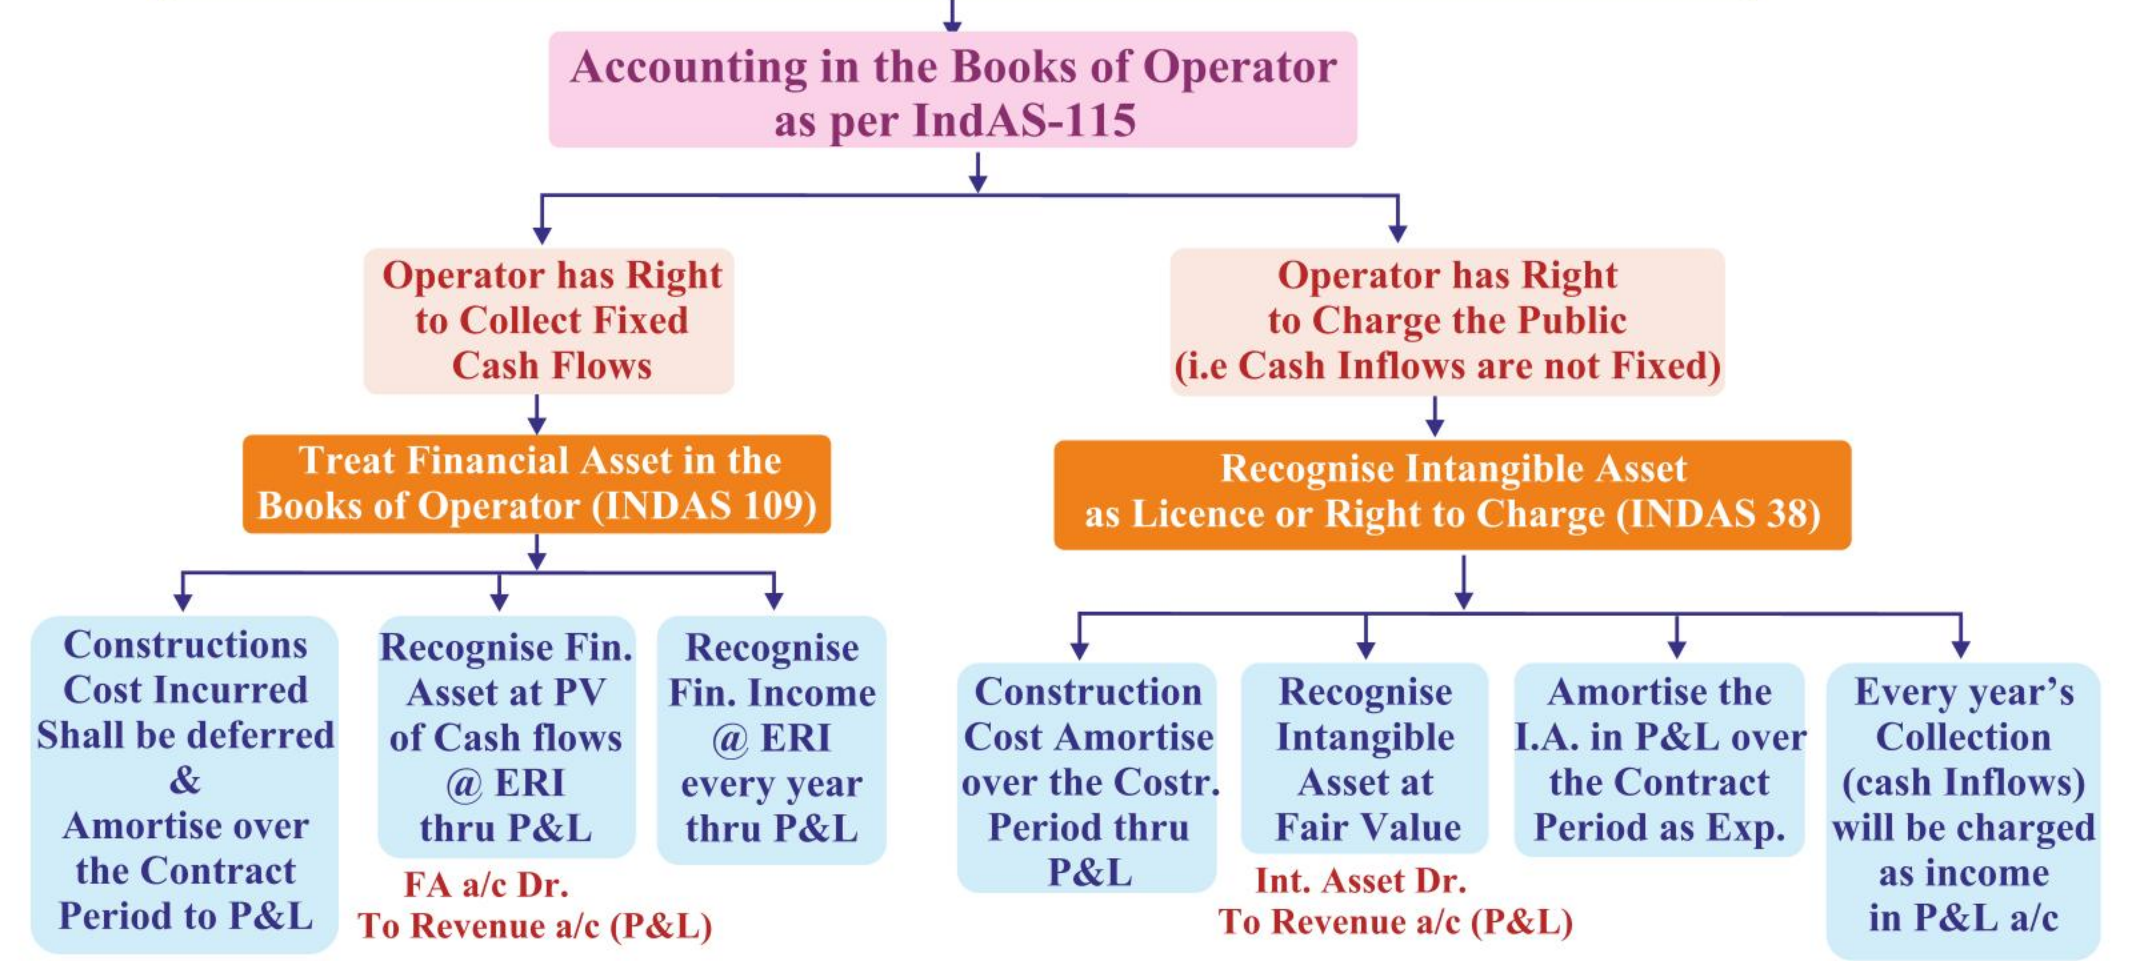 Accounting in the Books of Operator
as per IndAS-115
Operator has Right
to Collect Fixed
Cash Flows
Operator has Right
to Charge the Public
(i.e Cash Inflows are not Fixed)
Treat Financial Asset in the
Books of Operator (INDAS 109)
Recognise Intangible Asset
as Licence or Right to Charge (INDAS 38)
Constructions
Cost Incurred
Shall be deferred
&
Amortise over
the Contract
Period to P&L
Recognise Fin.
Asset at PV
of Cash flows
@ ERI
thru P&L
FA a/c Dr.
To Revenue a/c (P&L)
Recognise
Fin. Income
@ ERI
every year
thru P&L
Construction
Cost Amortise
over the Costr.
Period thru
P&L
Recognise
Intangible
Asset at
Fair Value
Int. Asset Dr.
To Revenue a/c (P&L)
Amortise the
I.A. in P&L over
the Contract
Period as Exp.
Every year's
Collection
(cash Inflows)
will be charged
as income
in P&L a/c